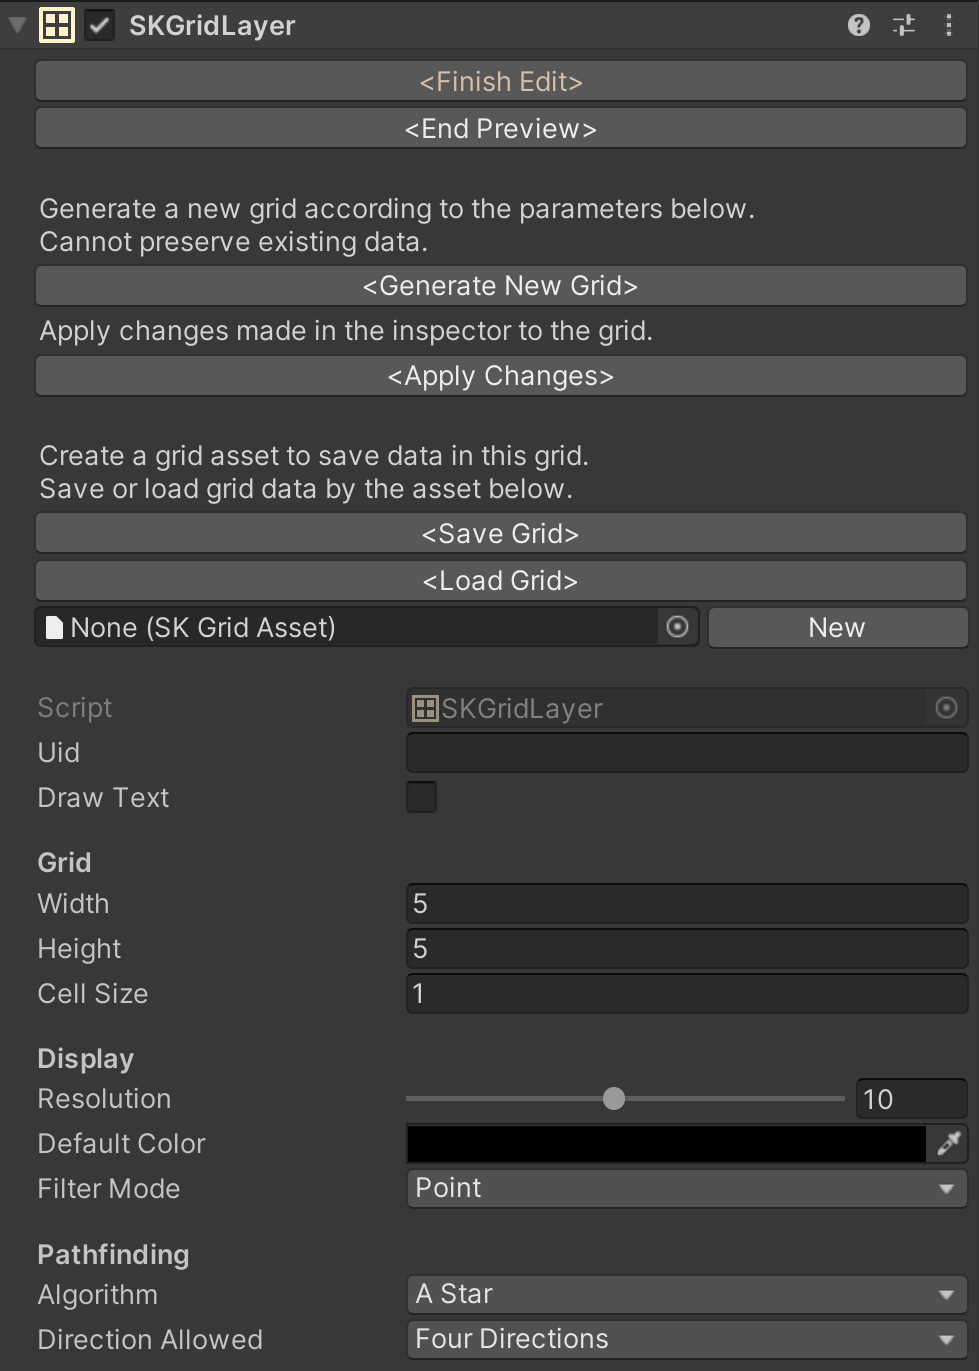 SKGridLayer
<Finish Edit>
<End Preview>
Generate a new grid according to the parameters below.
Cannot preserve existing data.
<Generate New Grid>
Apply changes made in the inspector to the grid.
<Apply Changes>
Create a grid asset to save data in this grid.
Save or load grid data by the asset below.
<Save Grid>
<Load Grid>
None (SK Grid Asset) New
Script SKGridLayer
Uid
Draw Text
Grid
Width 5
Height 5
Cell Size 1
Display
Resolution 10
Default Color
Filter Mode Point
Pathfinding
Algorithm A Star
Direction Allowed Four Directions